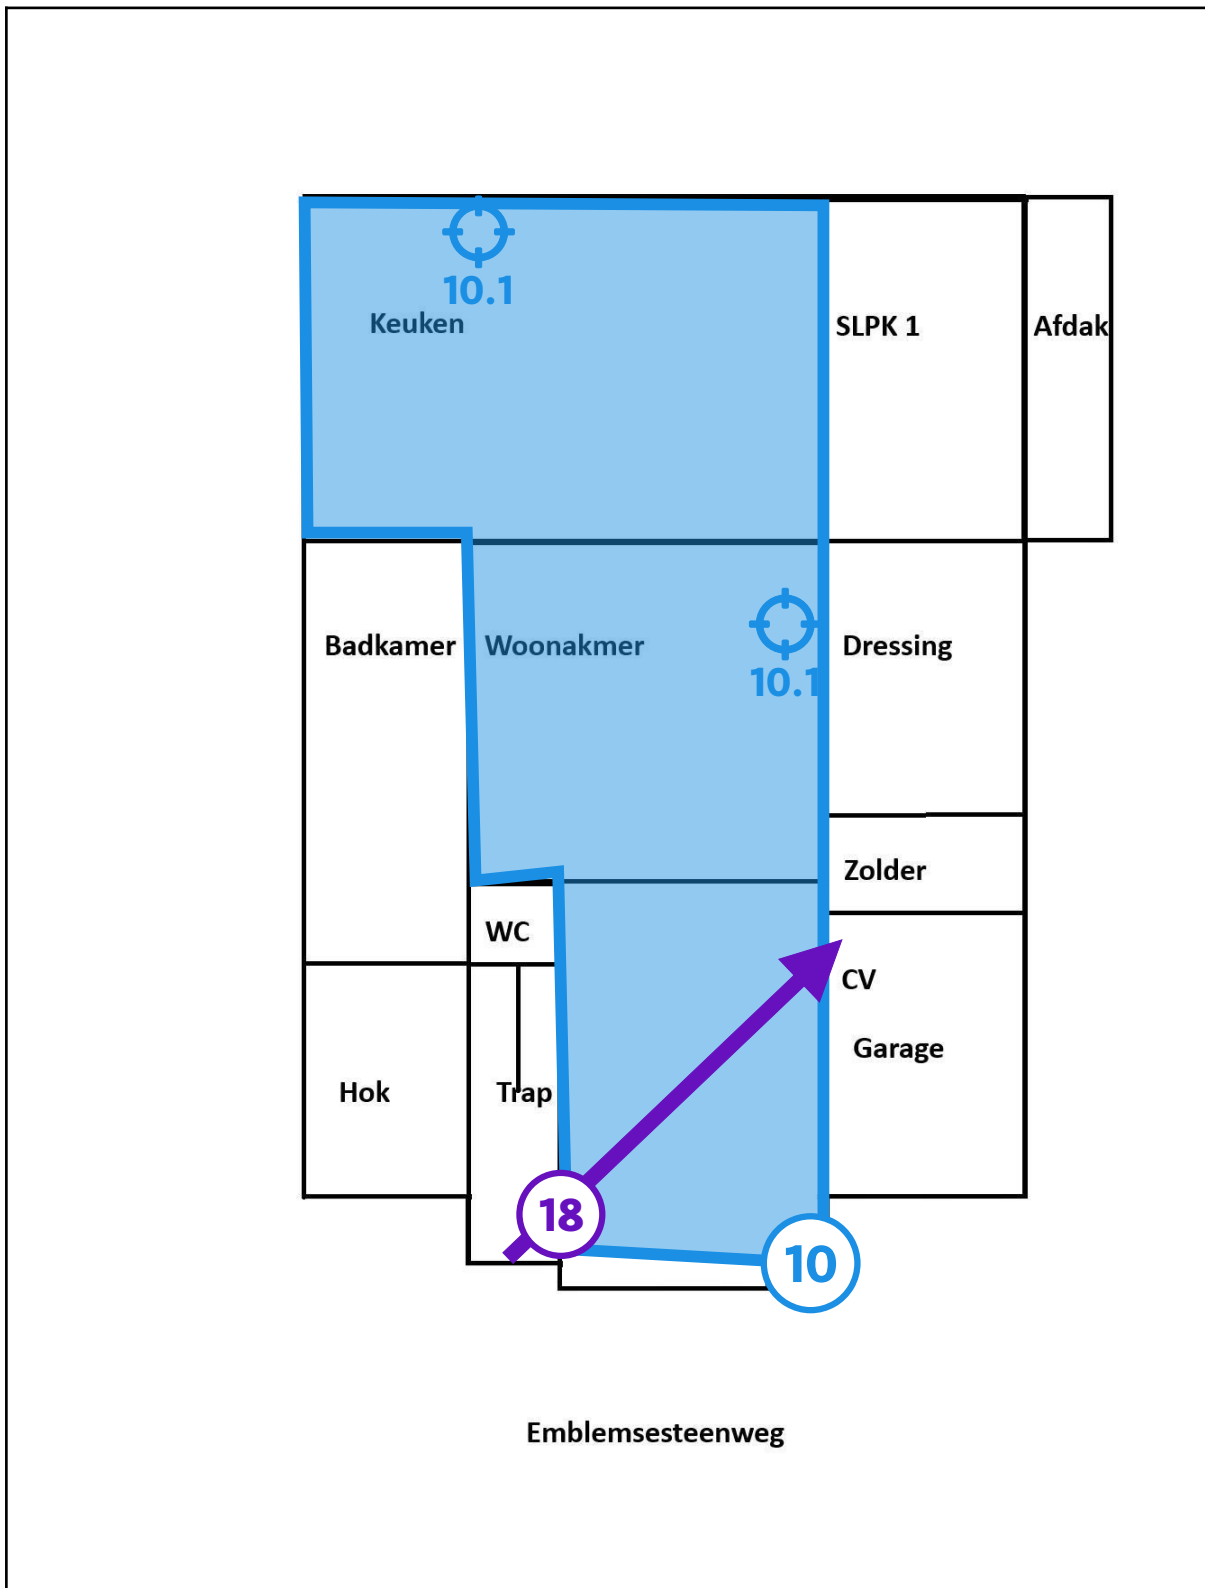 10.1
Keuken
SLPK 1
Afdak
Badkamer
Woonakmer
10.1
Dressing
Zolder
WC
CV
Garage
Hok
Trap
18
10
Emblemsesteenweg